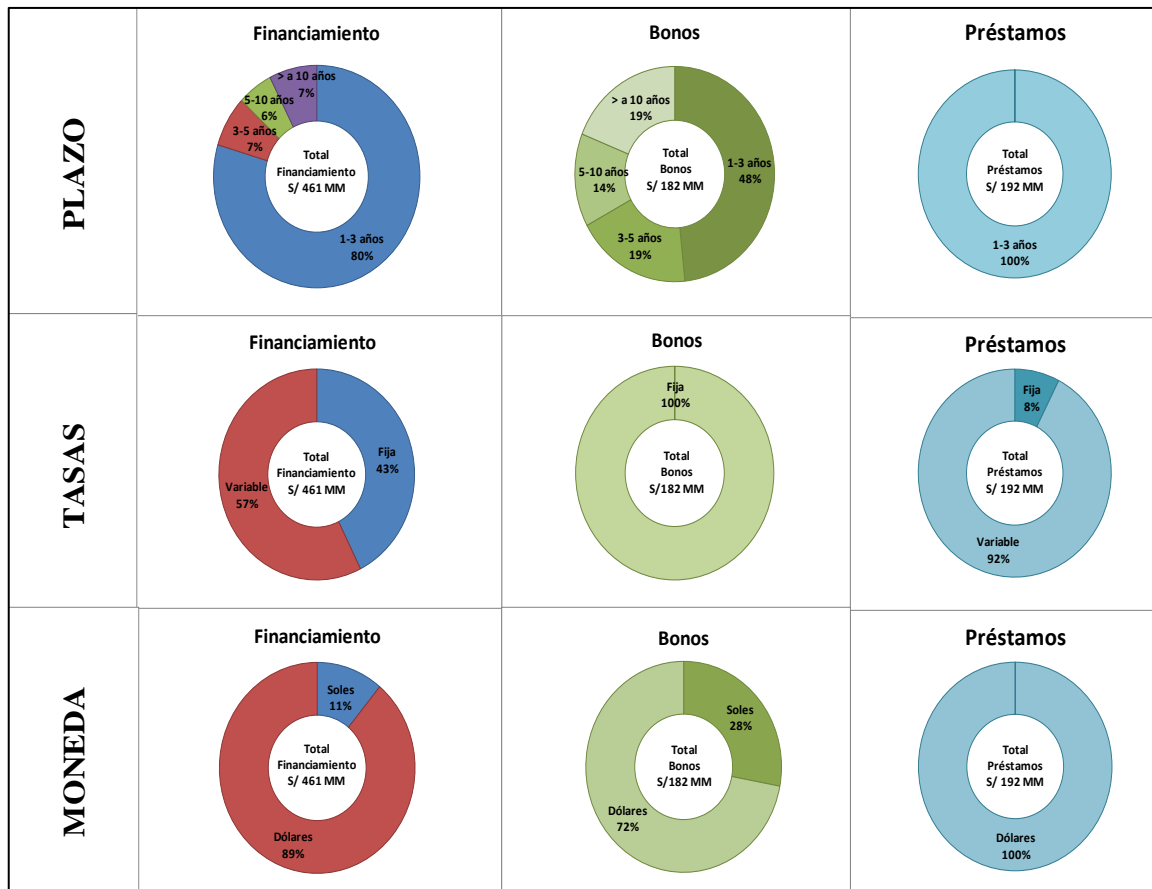 PLAZO
Financiamiento
> a 10 años
7%
5-10 años
6%
3-5 años
7%
Total
Financiamiento
S/ 461 MM
1-3 años
80%
Bonos
> a 10 años
19%
5-10 años
14%
Total
Bonos
S/ 182 MM
1-3 años
48%
3-5 años
19%
Préstamos
Total
Préstamos
S/ 192 MM
1-3 años
100%
TASAS
Financiamiento
Total
Financiamiento
S/ 461 MM
Fija
43%
Variable
57%
Bonos
Fija
100%
Total
Bonos
S/182 MM
Préstamos
Fija
8%
Total
Préstamos
S/ 192 MM
Variable
92%
MONEDA
Financiamiento
Soles
11%
Total
Financiamiento
S/ 461 MM
Dólares
89%
Bonos
Soles
28%
Total
Bonos
S/182 MM
Dólares
72%
Préstamos
Total
Préstamos
S/ 192 MM
Dólares
100%